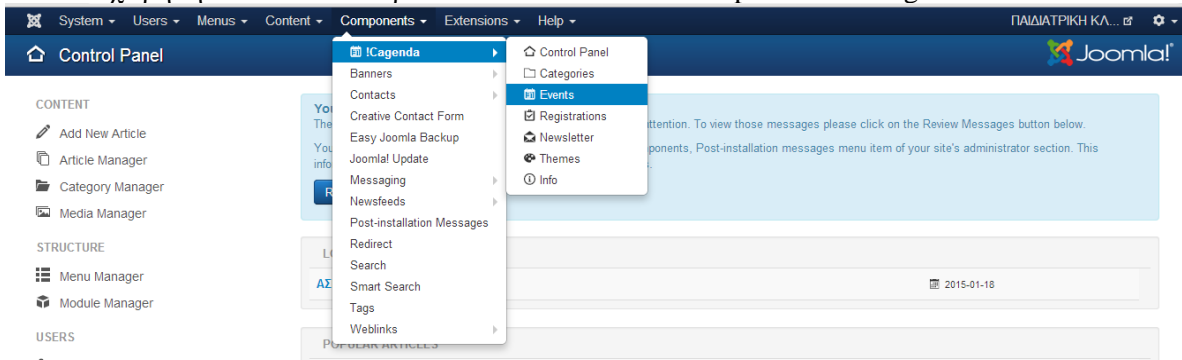 System Users Menus Content Components Extensions Help ΠΑΙΔΙΑΤΡΙΚΗ ΚΛ...
Control Panel Joomla!
CONTENT
Add New Article
Article Manager
Category Manager
Media Manager
STRUCTURE
Menu Manager
Module Manager
USERS
!Cagenda
Banners
Contacts
Creative Contact Form
Easy Joomla Backup
Joomla! Update
Messaging
Newsfeeds
Post-installation Messages
Redirect
Search
Smart Search
Tags
Weblinks
Control Panel
Categories
Events
Registrations
Newsletter
Themes
Info
attention. To view those messages please click on the Review Messages button below.
ponents, Post-installation messages menu item of your site's administrator section. This
2015-01-18
POPULAR ARTICLES